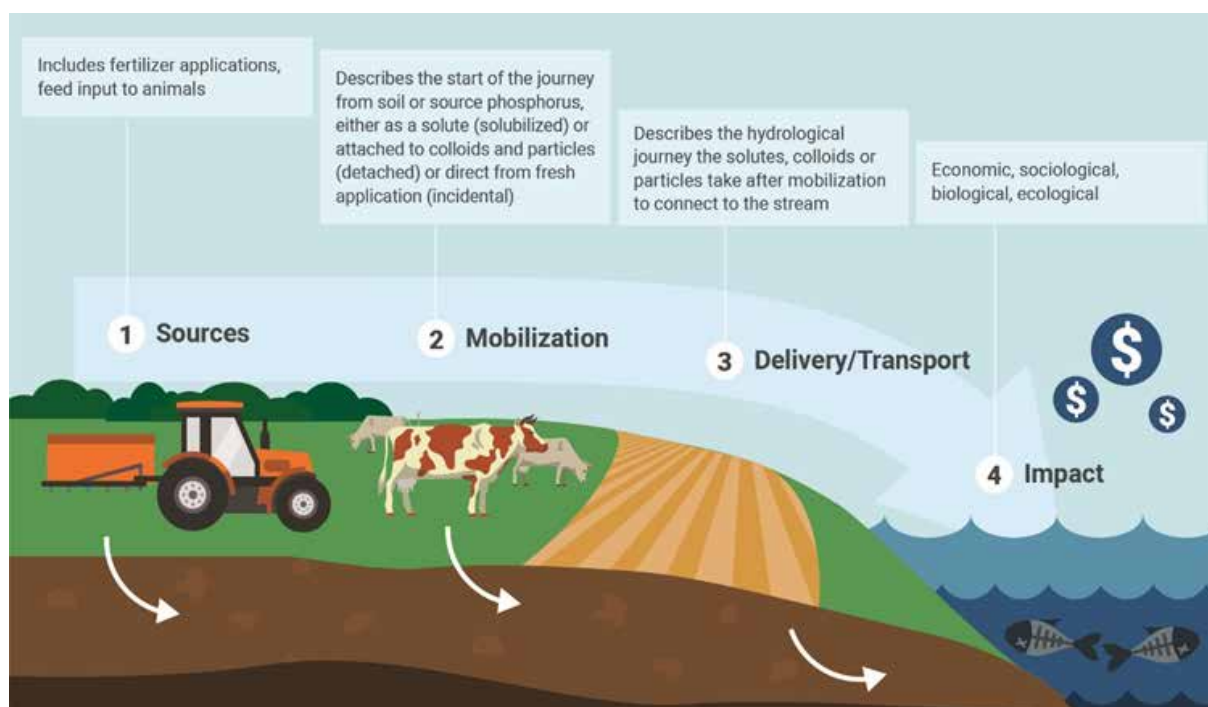 Includes fertilizer applications,
feed input to animals
Describes the start of the journey
from soil or source phosphorus,
either as a solute (solubilized) or
attached to colloids and particles
(detached) or direct from fresh
application (incidental)
Describes the hydrological
journey the solutes, colloids or
particles take after mobilization
to connect to the stream
Economic, sociological,
biological, ecological
1 Sources
2 Mobilization
3 Delivery/Transport
4 Impact
$
$
$